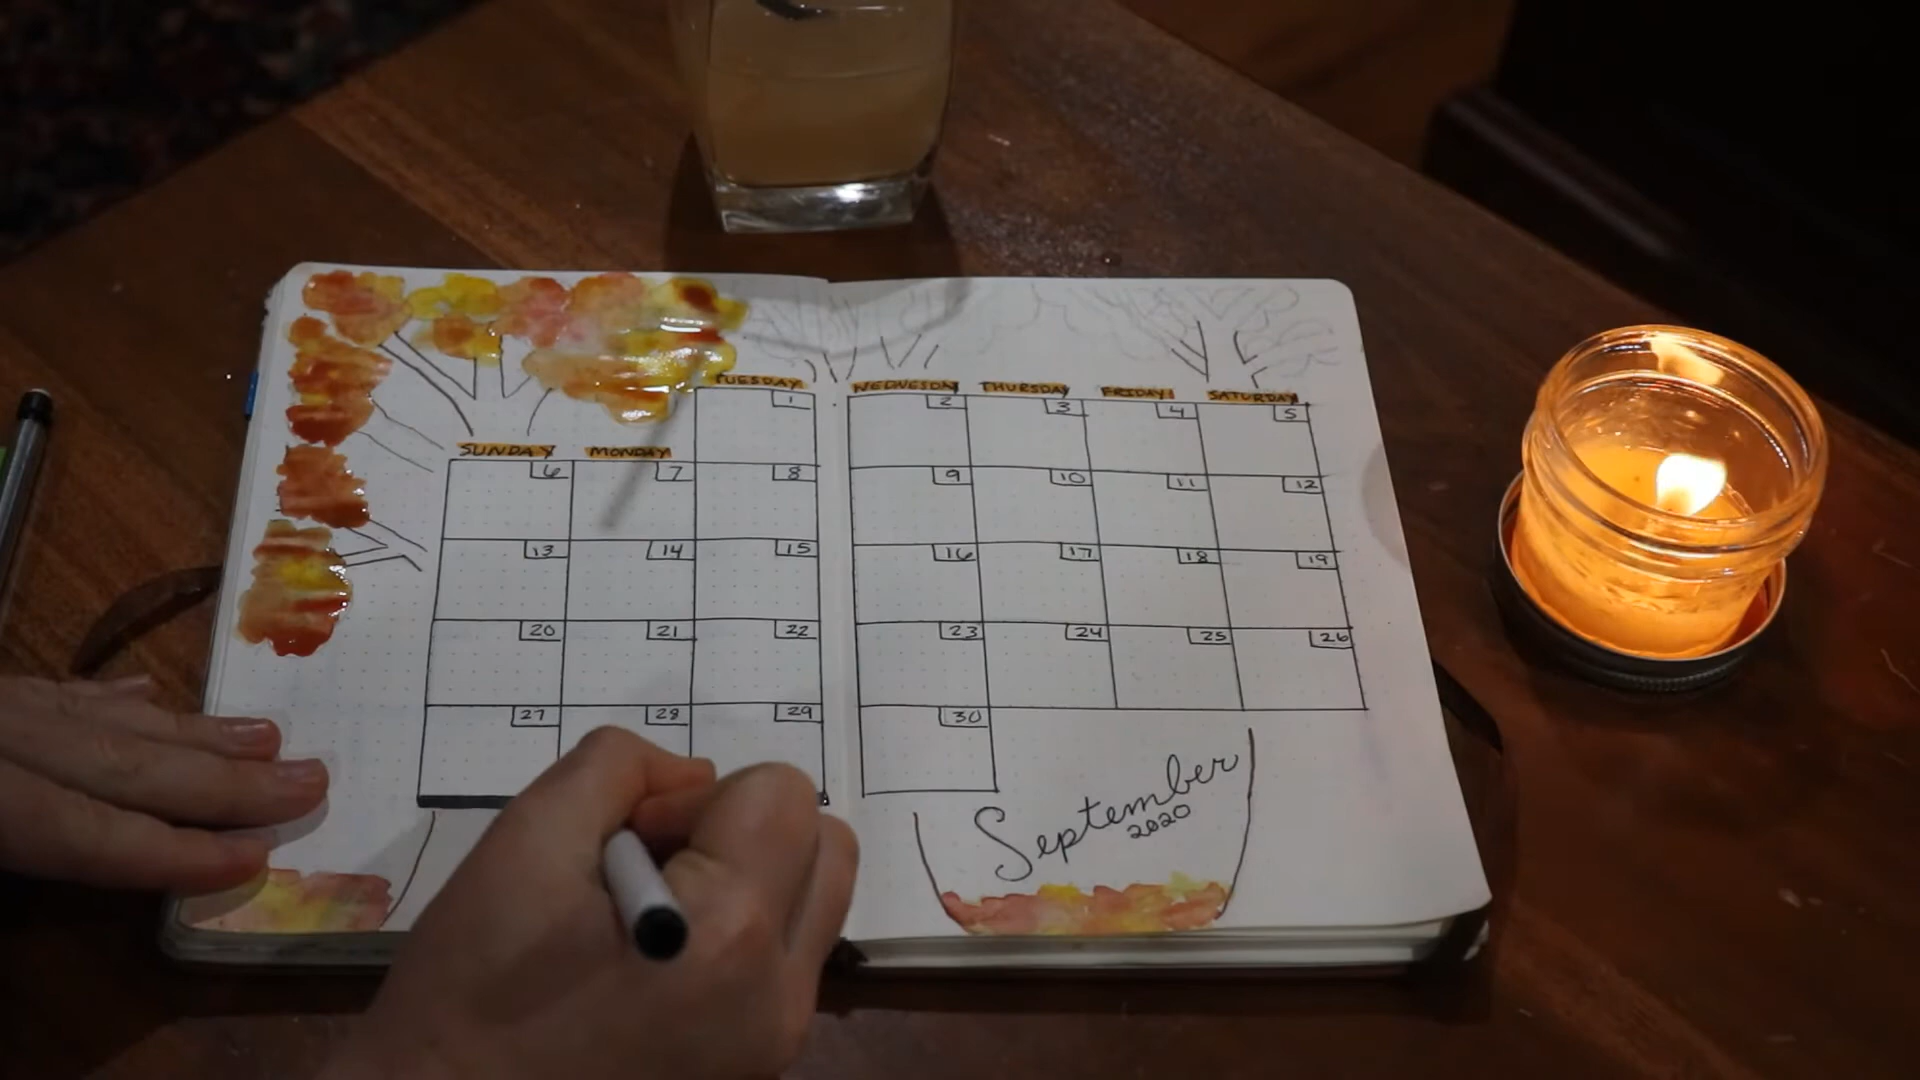 TUESDAY WEDNESDAY THURSDAY FRIDAY SATURDAY
1 2 3 4 5
SUNDAY MONDAY
6 7 8 9 10 11 12
13 14 15 16 17 18 19
20 21 22 23 24 25 26
27 28 29 30
September
2020